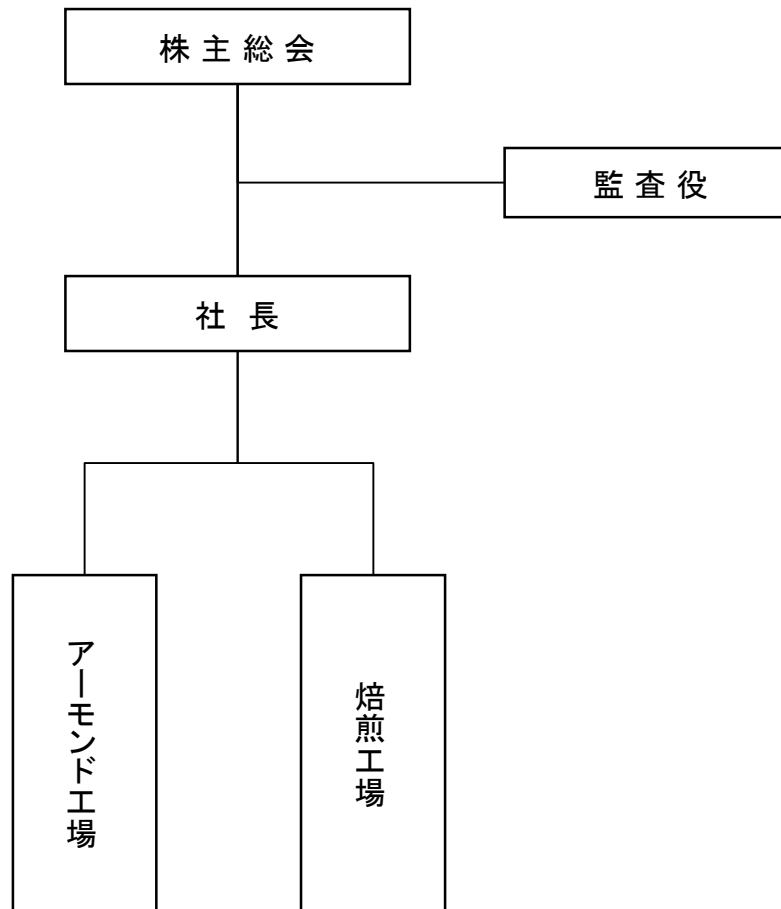 株主総会
監査役
社長
アーモンド工場
焙煎工場